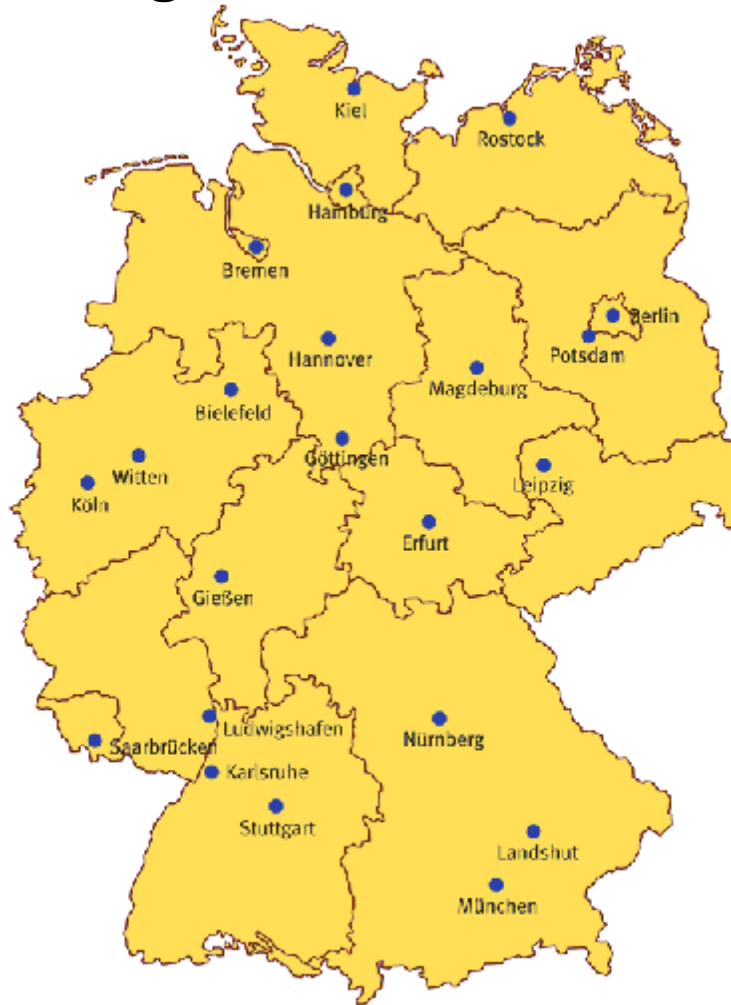 Kiel
Rostock
Hamburg
Bremen
Berlin
Hannover
Potsdam
Magdeburg
Bielefeld
Göttingen
Witten
Leipzig
Köln
Erfurt
Gießen
Ludwigshafen
Nürnberg
Saarbrücken
Karlsruhe
Stuttgart
Landshut
München